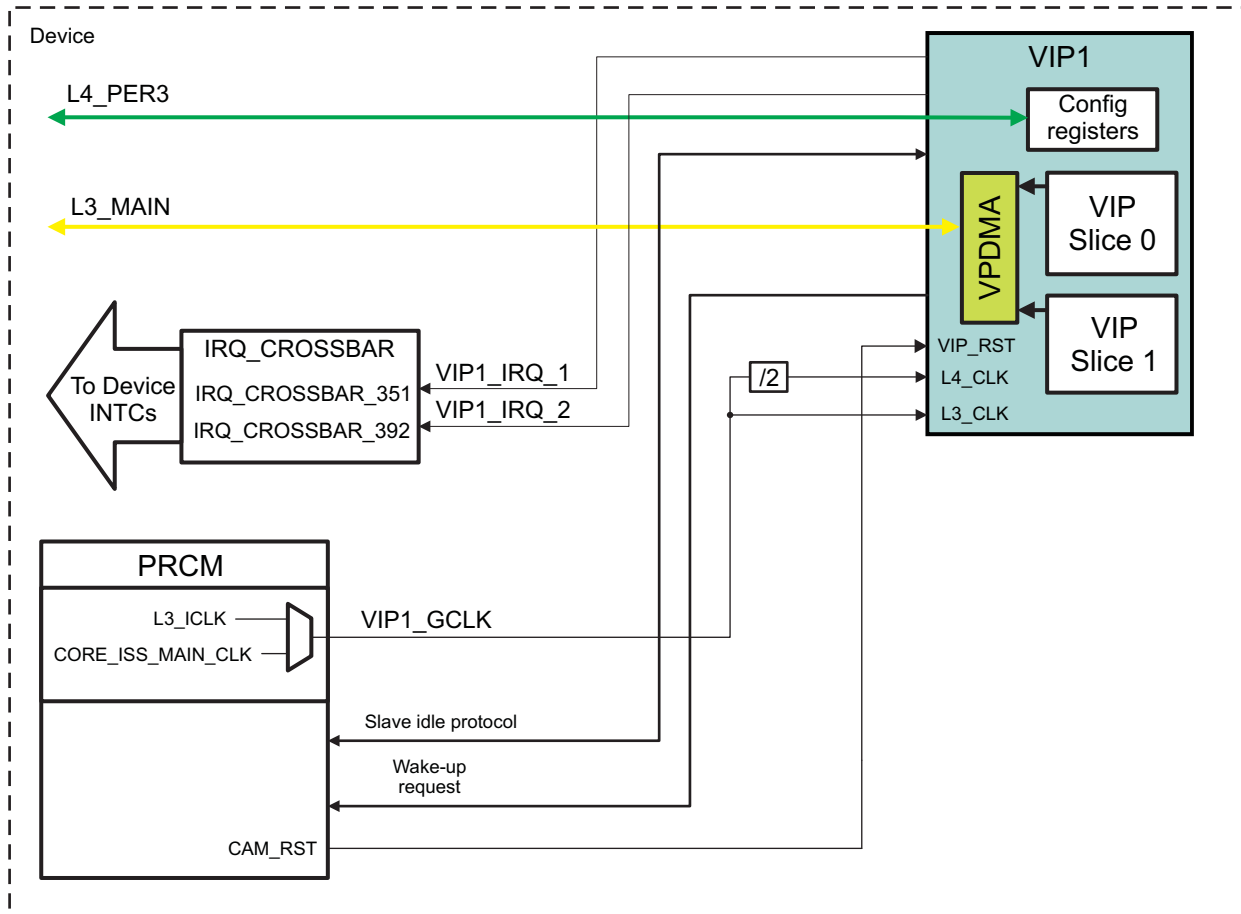 Device
VIP1
L4_PER3
Config
registers
L3_MAIN
VPDMA
VIP
Slice 0
VIP
Slice 1
IRQ_CROSSBAR
VIP1_IRQ_1
IRQ_CROSSBAR_351
VIP1_IRQ_2
IRQ_CROSSBAR_392
To Device
INTCs
VIP_RST
/2
L4_CLK
L3_CLK
PRCM
L3_ICLK
VIP1_GCLK
CORE_ISS_MAIN_CLK
Slave idle protocol
Wake-up
request
CAM_RST